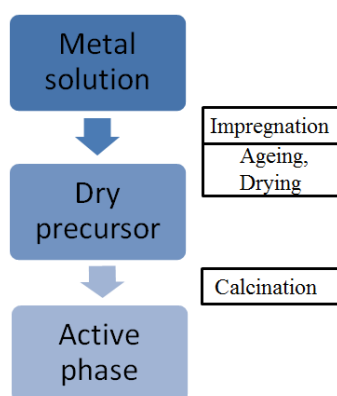 Metal
solution
Impregnation
Ageing,
Drying
Dry
precursor
Calcination
Active
phase